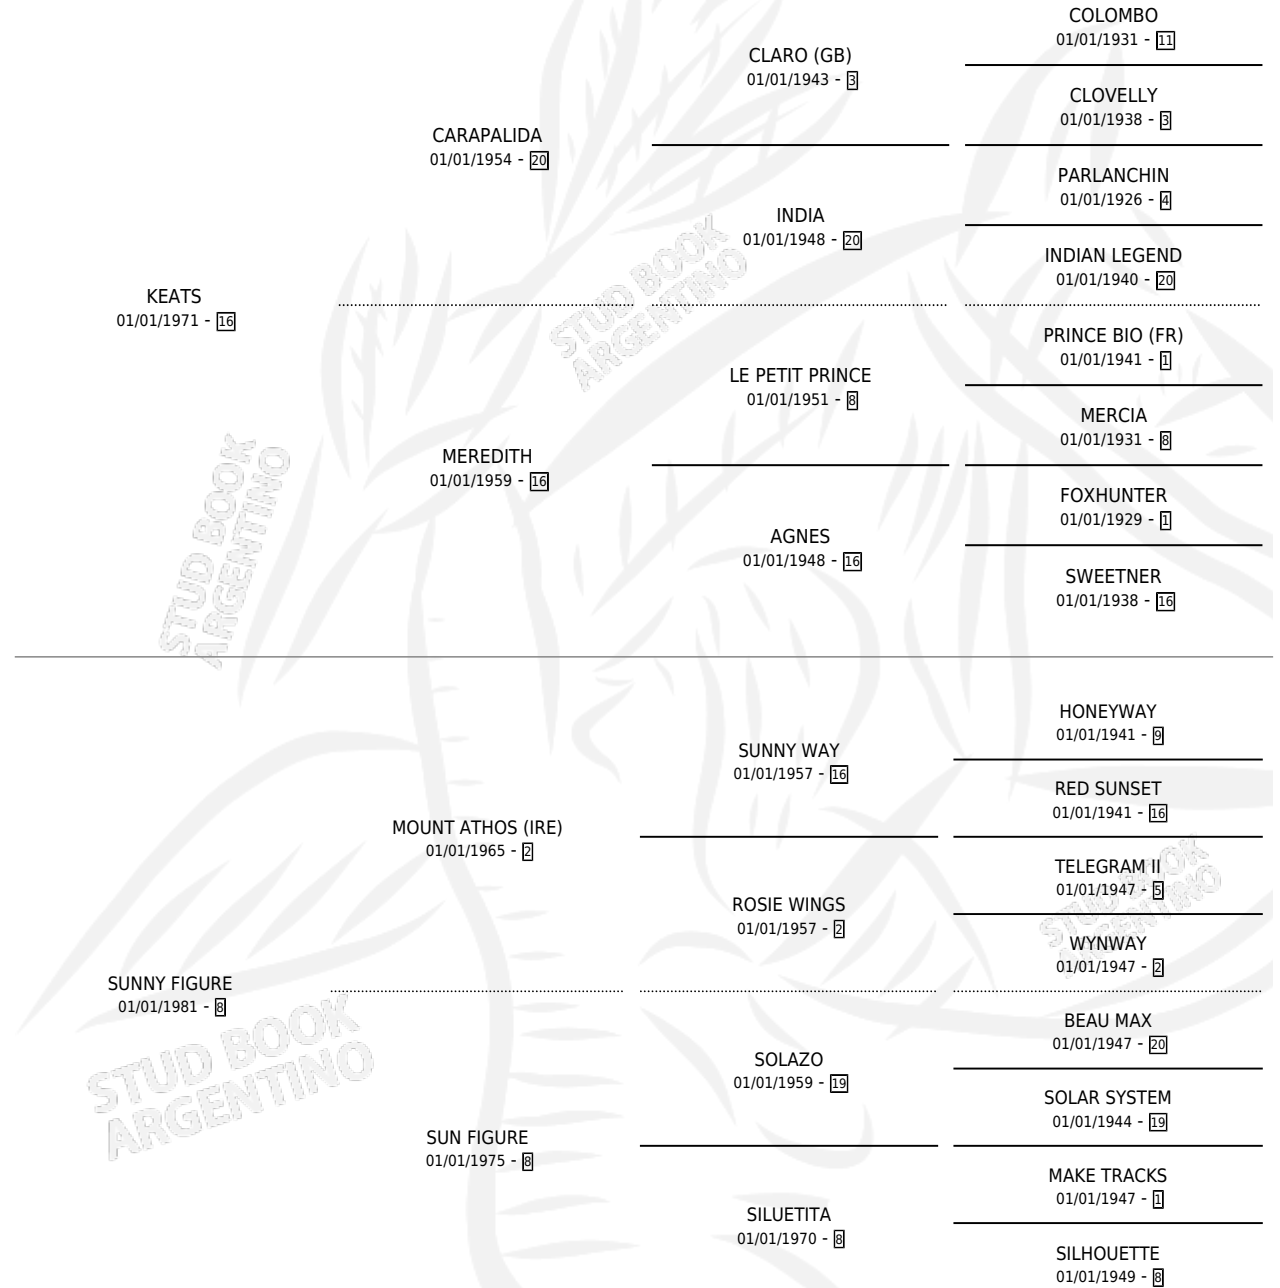 COLOMBO
01/01/1931 - 11
CLARO (GB)
01/01/1943 - 3
CLOVELLY
01/01/1938 - 3
CARAPALIDA
01/01/1954 - 20
PARLANCHIN
01/01/1926 - 4
INDIA
01/01/1948 - 20
INDIAN LEGEND
01/01/1940 - 20
KEATS
01/01/1971 - 16
PRINCE BIO (FR)
01/01/1941 - 1
LE PETIT PRINCE
01/01/1951 - 8
MERCIA
01/01/1931 - 8
MEREDITH
01/01/1959 - 16
FOXHUNTER
01/01/1929 - 1
AGNES
01/01/1948 - 16
SWEETNER
01/01/1938 - 16
HONEYWAY
01/01/1941 - 9
SUNNY WAY
01/01/1957 - 16
RED SUNSET
01/01/1941 - 16
MOUNT ATHOS (IRE)
01/01/1965 - 2
TELEGRAM II
01/01/1947 - 5
ROSIE WINGS
01/01/1957 - 2
WYNWAY
01/01/1947 - 2
SUNNY FIGURE
01/01/1981 - 8
BEAU MAX
01/01/1947 - 20
SOLAZO
01/01/1959 - 19
SOLAR SYSTEM
01/01/1944 - 19
SUN FIGURE
01/01/1975 - 8
MAKE TRACKS
01/01/1947 - 1
SILUETITA
01/01/1970 - 8
SILHOUETTE
01/01/1949 - 8
STUD BOOK
ARGENTINO
STUD BOOK
ARGENTINO
STUD BOOK
ARGENTINO
STUD BOOK
ARGENTINO